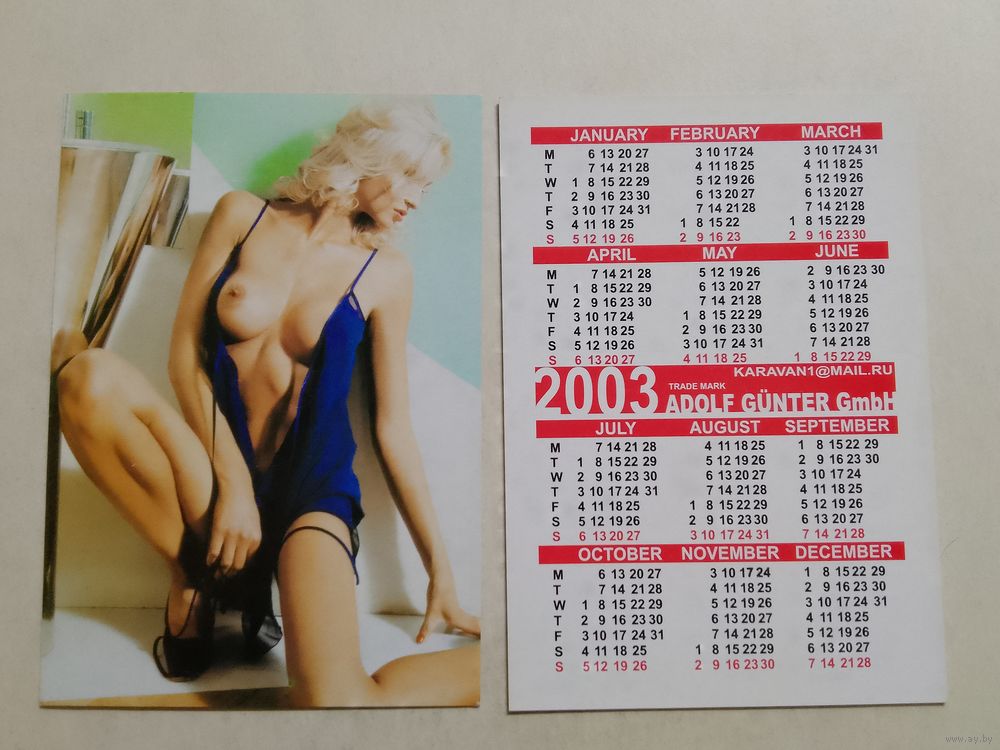 JANUARY FEBRUARY MARCH
M 6 13 20 27 3 10 17 24 3 10 17 24 31
T 7 14 21 28 4 11 18 25 4 11 18 25
W 1 8 15 22 29 5 12 19 26 5 12 19 26
T 2 9 16 23 30 6 13 20 27 6 13 20 27
F 3 10 17 24 31 7 14 21 28 7 14 21 28
S 4 11 18 25 1 8 15 22 1 8 15 22 29
S 5 12 19 26 2 9 16 23 2 9 16 23 30
APRIL MAY JUNE
M 7 14 21 28 5 12 19 26 2 9 16 23 30
T 1 8 15 22 29 6 13 20 27 3 10 17 24
W 2 9 16 23 30 7 14 21 28 4 11 18 25
T 3 10 17 24 1 8 15 22 29 5 12 19 26
F 4 11 18 25 2 9 16 23 30 6 13 20 27
S 5 12 19 26 3 10 17 24 31 7 14 21 28
S 6 13 20 27 4 11 18 25 1 8 15 22 29
KARAVAN1@MAIL.RU
2003 TRADE MARK ADOLF GÜNTER GmbH
JULY AUGUST SEPTEMBER
M 7 14 21 28 4 11 18 25 1 8 15 22 29
T 1 8 15 22 29 5 12 19 26 2 9 16 23 30
W 2 9 16 23 30 6 13 20 27 3 10 17 24
T 3 10 17 24 31 7 14 21 28 4 11 18 25
F 4 11 18 25 1 8 15 22 29 5 12 19 26
S 5 12 19 26 2 9 16 23 30 6 13 20 27
S 6 13 20 27 3 10 17 24 31 7 14 21 28
OCTOBER NOVEMBER DECEMBER
M 6 13 20 27 3 10 17 24 1 8 15 22 29
T 7 14 21 28 4 11 18 25 2 9 16 23 30
W 1 8 15 22 29 5 12 19 26 3 10 17 24 31
T 2 9 16 23 30 6 13 20 27 4 11 18 25
F 3 10 17 24 31 7 14 21 28 5 12 19 26
S 4 11 18 25 1 8 15 22 29 6 13 20 27
S 5 12 19 26 2 9 16 23 30 7 14 21 28
www.ay.by